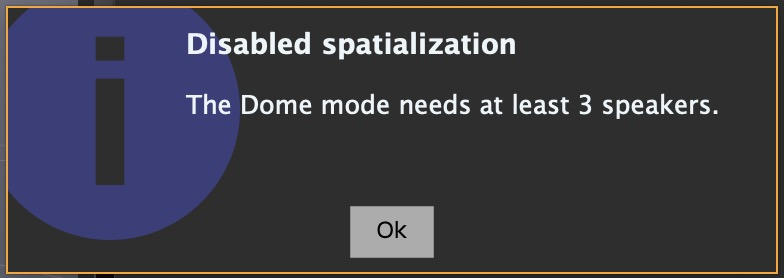 Disabled spatialization
The Dome mode needs at least 3 speakers.
Ok